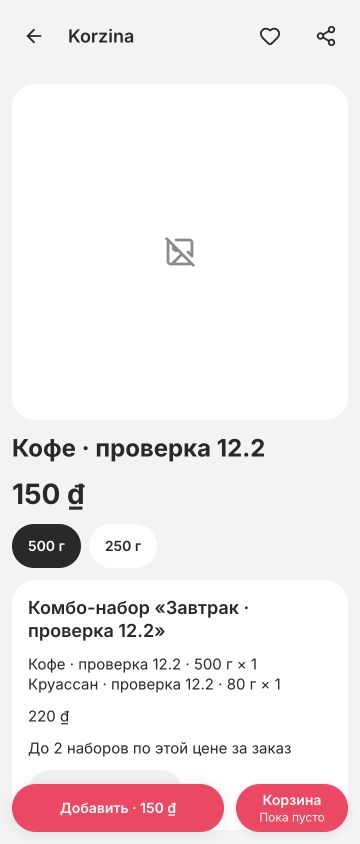 Korzina
Кофе · проверка 12.2
150 ₫
500 г
250 г
Комбо-набор «Завтрак ·
проверка 12.2»
Кофе · проверка 12.2 · 500 г × 1
Круассан · проверка 12.2 · 80 г × 1
220 ₫
До 2 наборов по этой цене за заказ
Добавить · 150 ₫
Корзина
Пока пусто